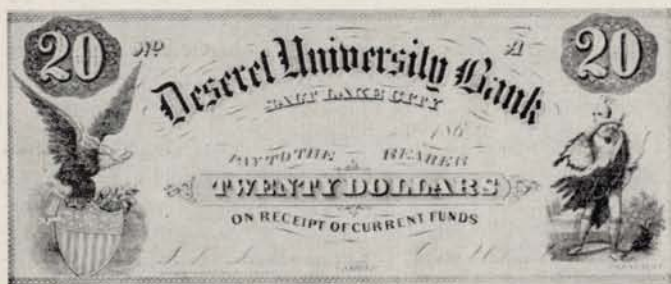 20 No A 20
Deseret University Bank
SALT LAKE CITY
186
PAY TO THE BEARER
TWENTY DOLLARS
ON RECEIPT OF CURRENT FUNDS